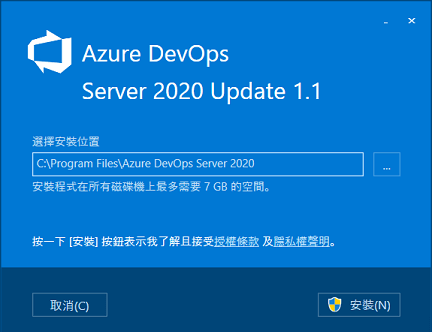 Azure DevOps
Server 2020 Update 1.1
選擇安裝位置
C:\Program Files\Azure DevOps Server 2020
...
安裝程式在所有磁碟機上最多需要 7 GB 的空間。
按一下 [安裝] 按鈕表示我了解且接受授權條款 及隱私權聲明。
取消(C)
安裝(N)